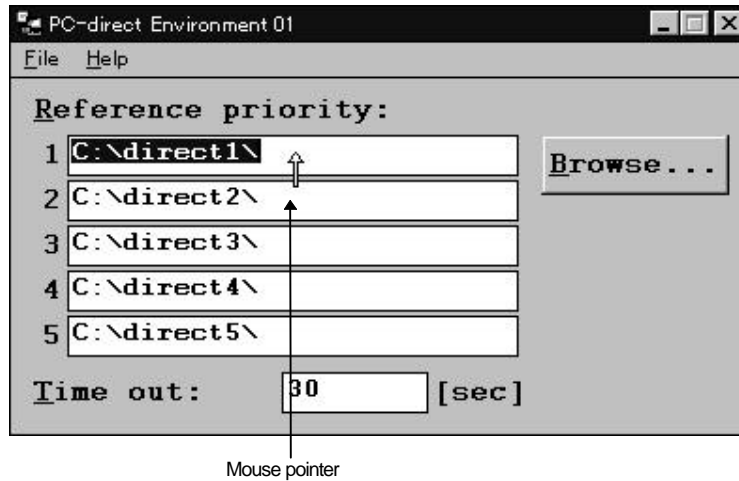 PC-direct Environment 01
File Help
Reference priority:
1 C:\direct1\
Browse...
2 C:\direct2\
3 C:\direct3\
4 C:\direct4\
5 C:\direct5\
Time out: 30 [sec]
Mouse pointer